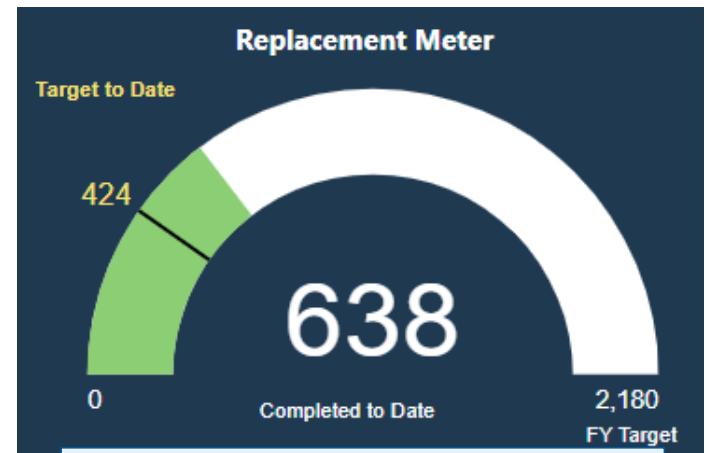 Replacement Meter
Target to Date
424
638
0
2,180
Completed to Date
FY Target